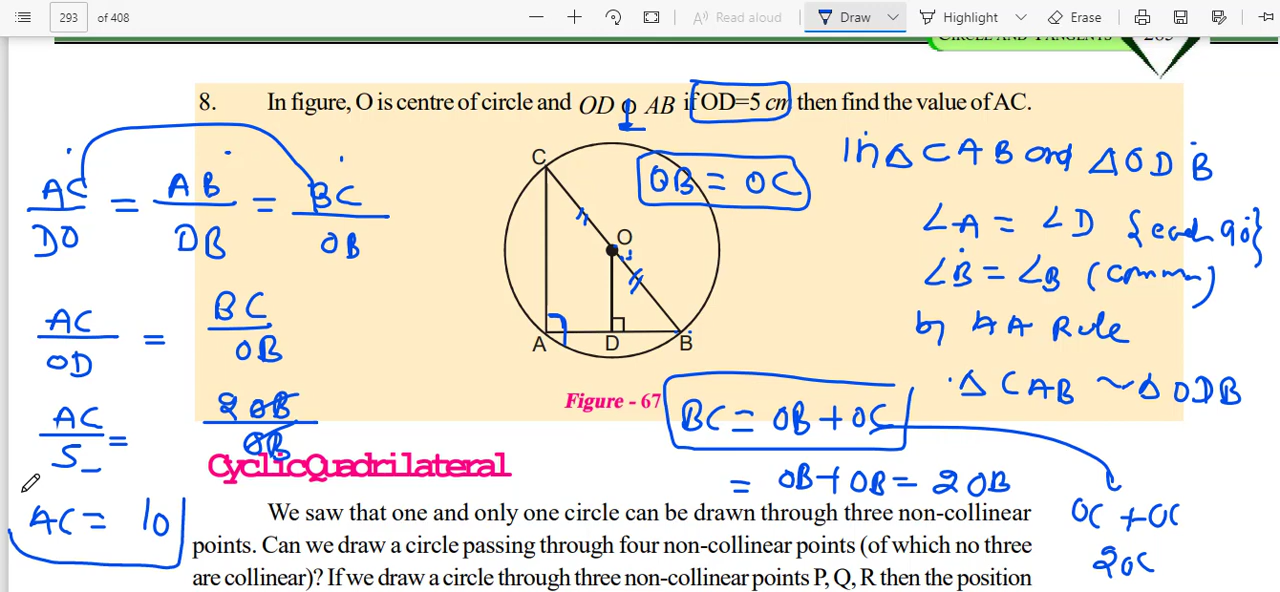 293 of 408 Read aloud Draw Highlight Erase
CIRCLE AND TANGENTS 265
8. In figure, O is centre of circle and OD ϕ AB if OD=5 cm then find the value of AC.
⊥
AC/DO = AB/DB = BC/OB
AC/OD = BC/OB
AC/5 = 2OB/OB
AC = 10
C
O
A D B
OB = OC
In Δ CAB and Δ ODB
∠A = ∠D {each 90}
∠B = ∠B (common)
by AA Rule
Δ CAB ~ Δ ODB
Figure - 67
BC = OB + OC
= OB + OB = 2OB
OC + OC
2OC
Cyclic Quadrilateral
We saw that one and only one circle can be drawn through three non-collinear
points. Can we draw a circle passing through four non-collinear points (of which no three
are collinear)? If we draw a circle through three non-collinear points P, Q, R then the position